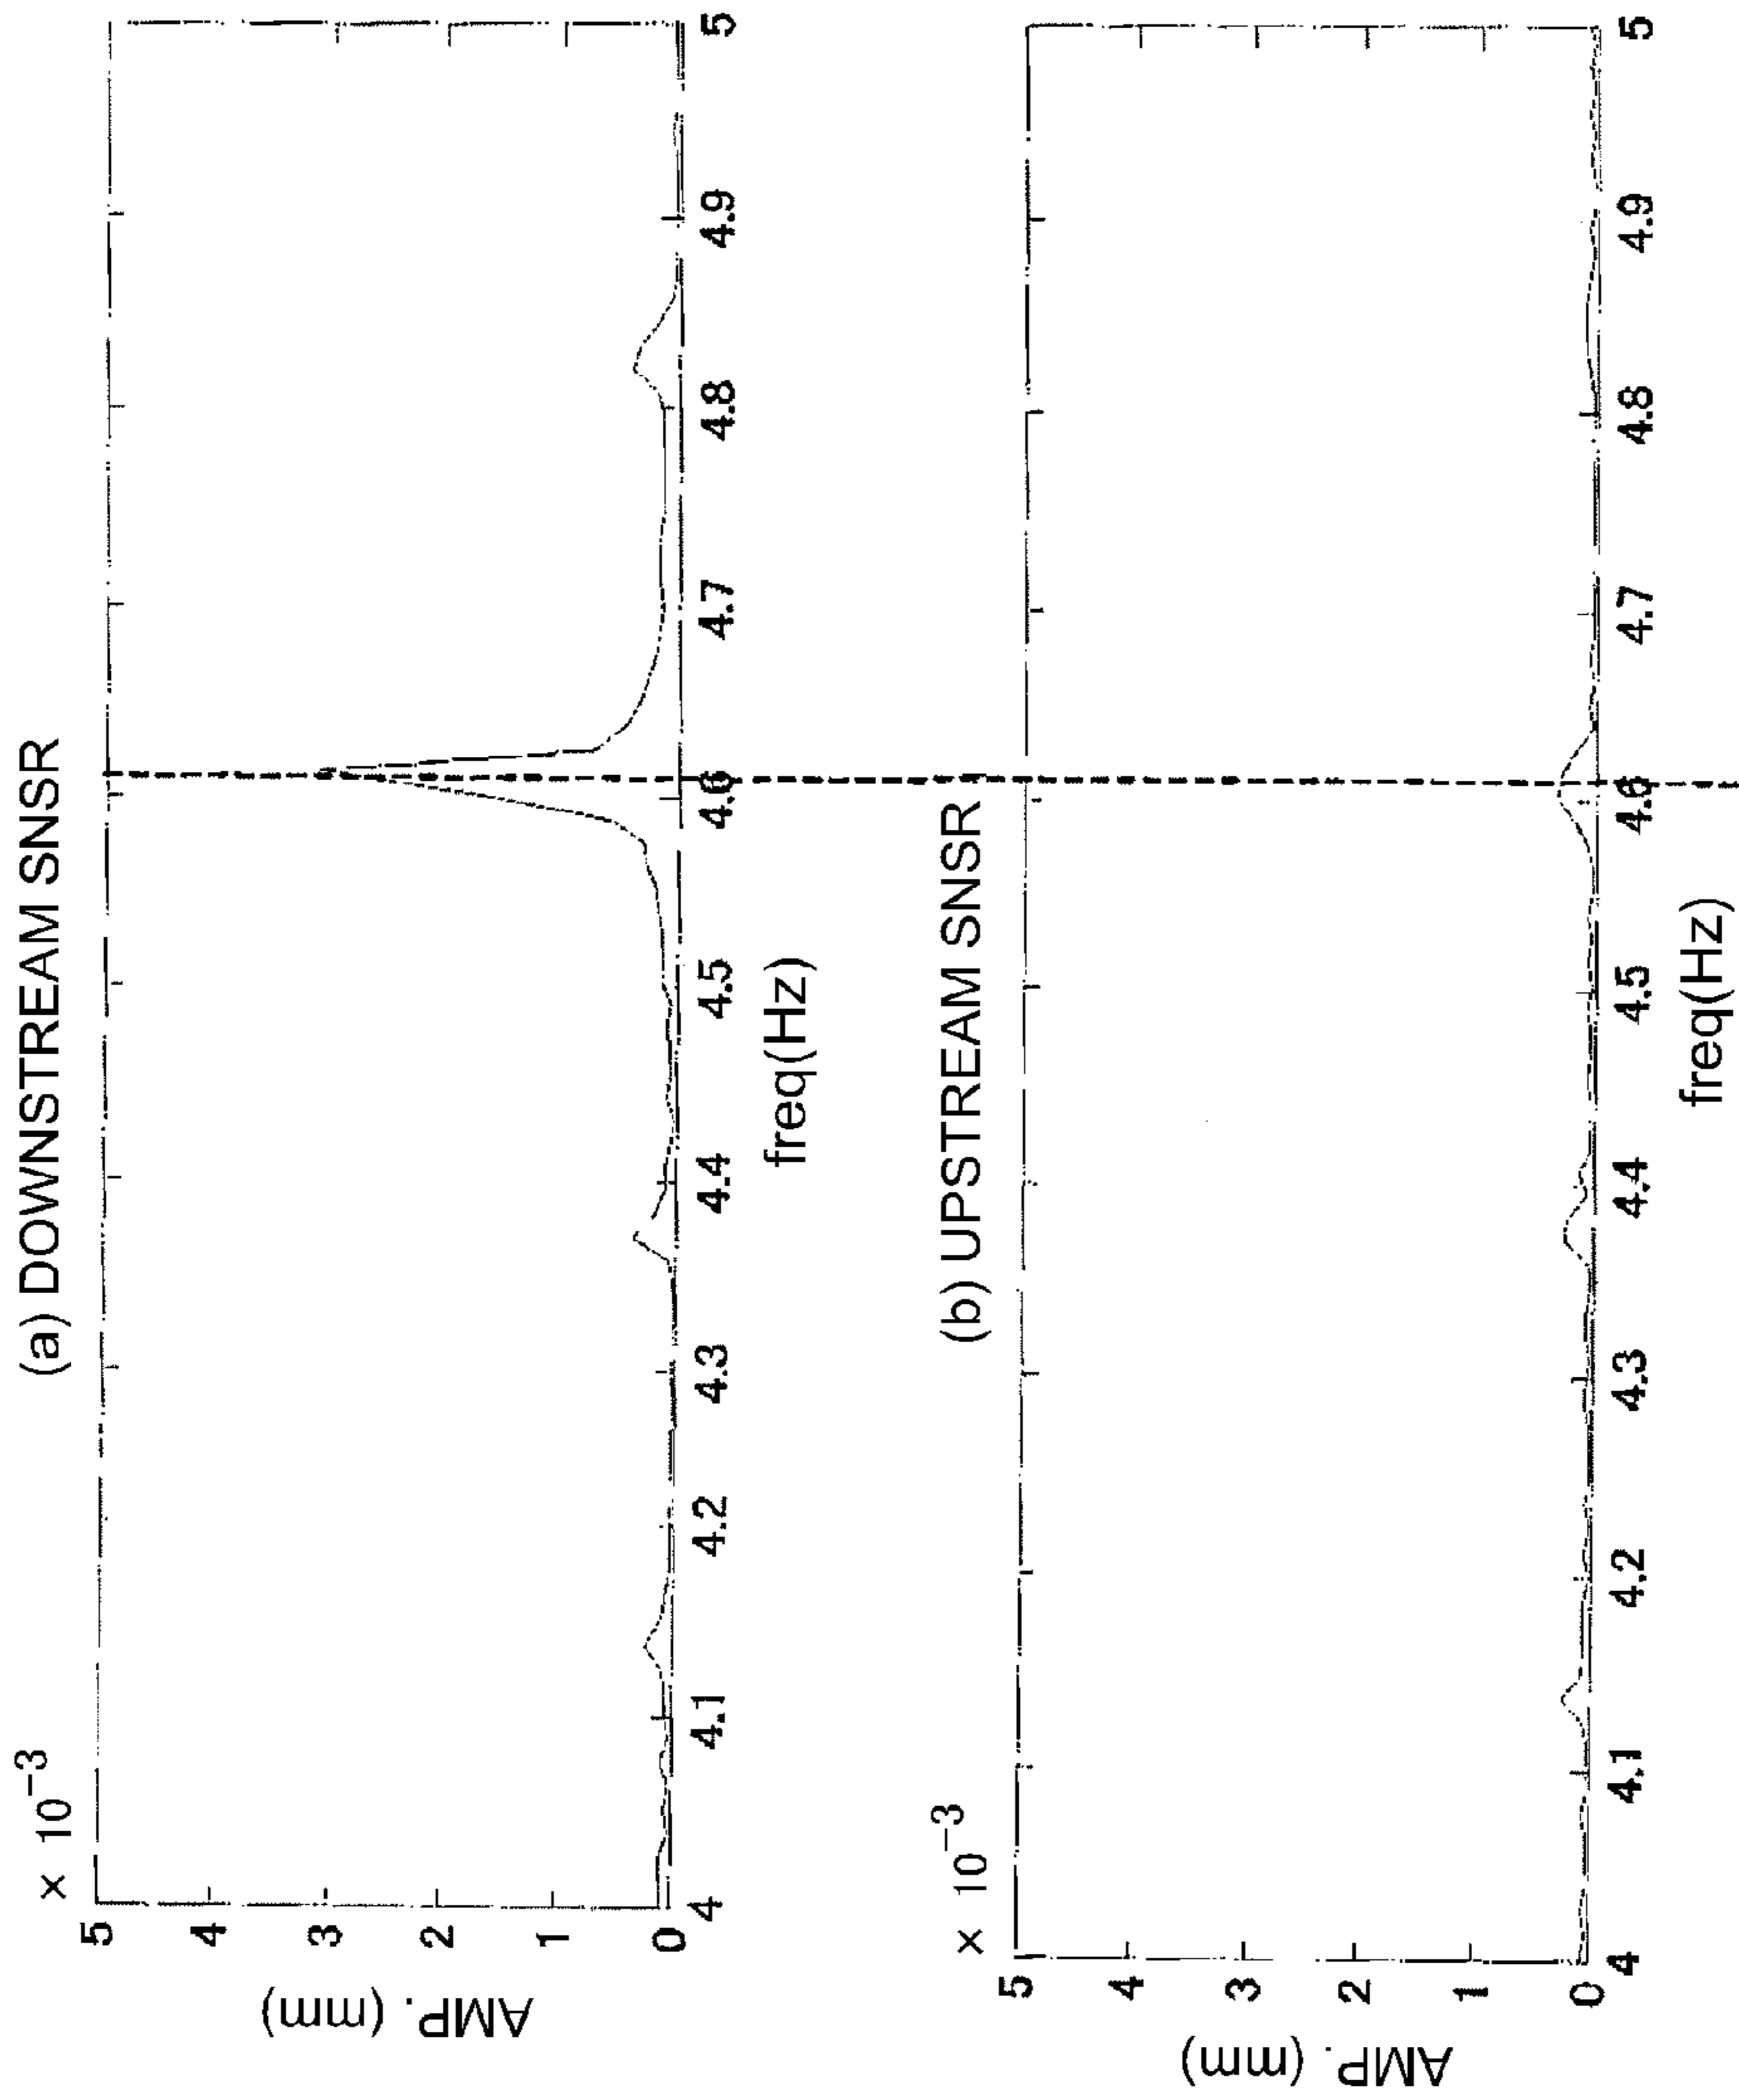 (a) DOWNSTREAM SNSR
× 10−3
AMP. (mm)
5
4
3
2
1
0
4 4.1 4.2 4.3 4.4 4.5 4.6 4.7 4.8 4.9 5
freq(Hz)
(b) UPSTREAM SNSR
× 10−3
AMP. (mm)
5
4
3
2
1
0
4 4.1 4.2 4.3 4.4 4.5 4.6 4.7 4.8 4.9 5
freq(Hz)